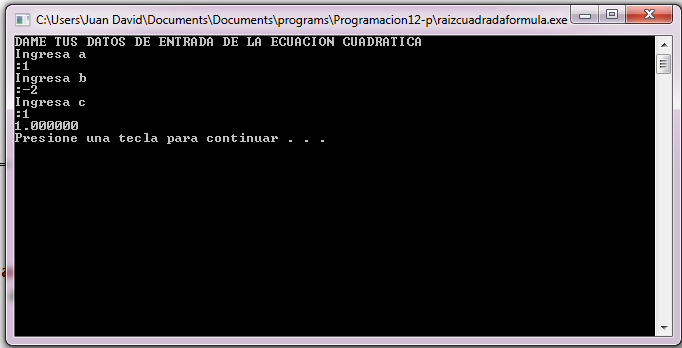 C:\Users\Juan David\Documents\Documents\programs\Programacion12-p\raizcuadradaformula.exe
DAME TUS DATOS DE ENTRADA DE LA ECUACION CUADRATICA
Ingresa a
:1
Ingresa b
:-2
Ingresa c
:1
1.000000
Presione una tecla para continuar . . .